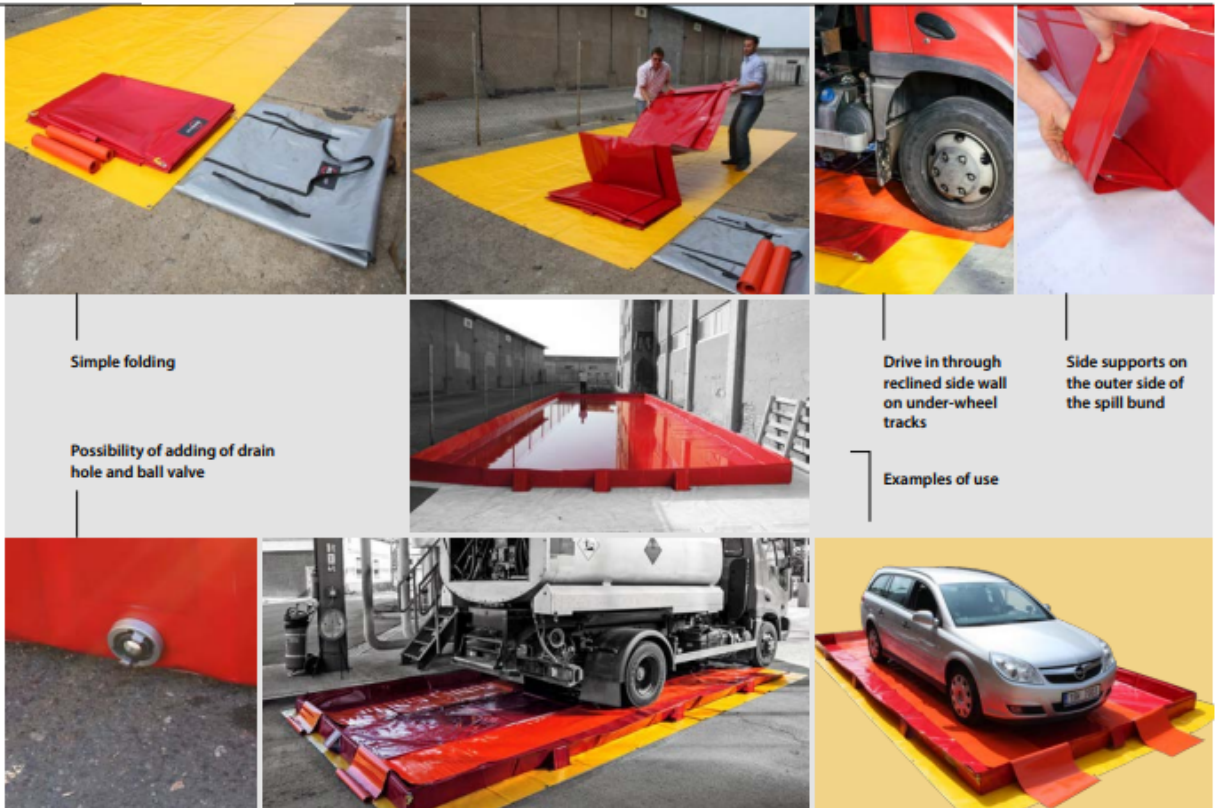 Simple folding
Possibility of adding of drain
hole and ball valve
Drive in through
reclined side wall
on under-wheel
tracks
Side supports on
the outer side of
the spill bund
Examples of use